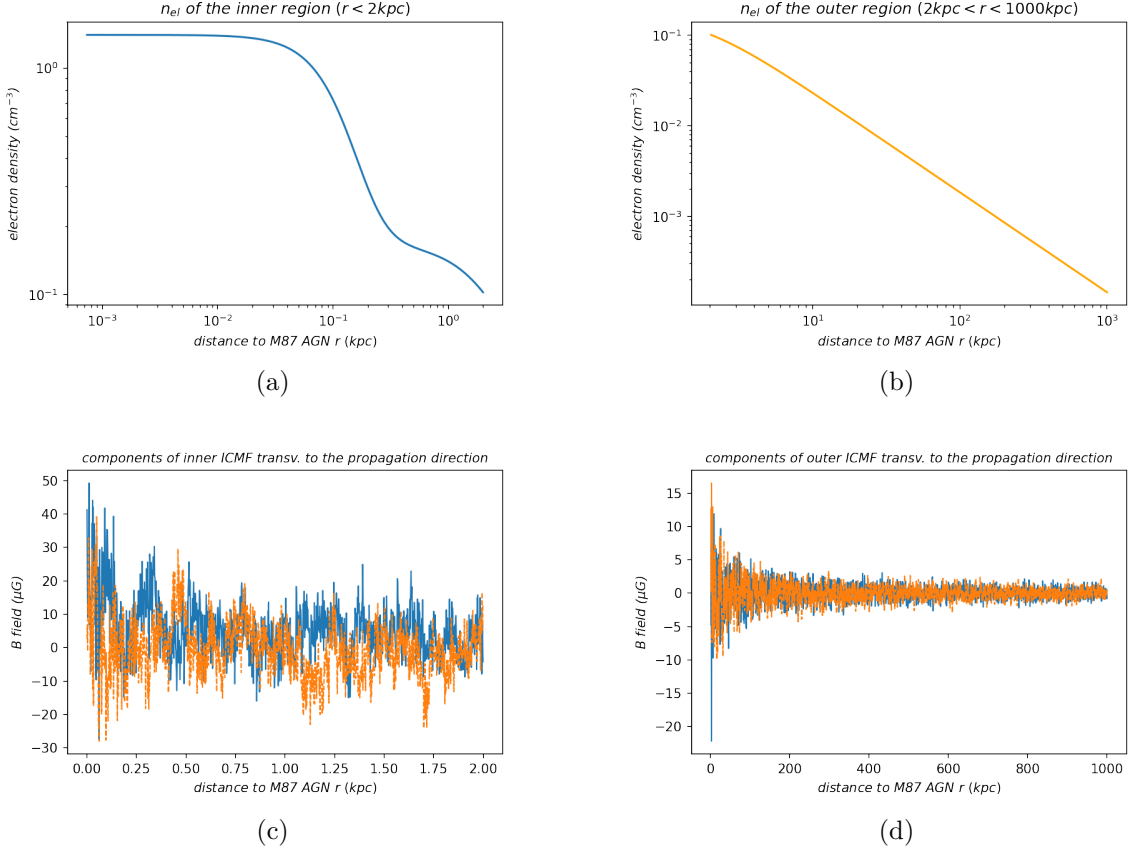 n_{el} of the inner region (r < 2kpc)
10^0
10^{-1}
electron density (cm^{-3})
10^{-3} 10^{-2} 10^{-1} 10^0
distance to M87 AGN r (kpc)
(a)
n_{el} of the outer region (2kpc < r < 1000kpc)
10^{-1}
10^{-2}
10^{-3}
electron density (cm^{-3})
10^1 10^2 10^3
distance to M87 AGN r (kpc)
(b)
components of inner ICMF transv. to the propagation direction
50
40
30
20
10
0
−10
−20
−30
B field (μG)
0.00 0.25 0.50 0.75 1.00 1.25 1.50 1.75 2.00
distance to M87 AGN r (kpc)
(c)
components of outer ICMF transv. to the propagation direction
15
10
5
0
−5
−10
−15
−20
B field (μG)
0 200 400 600 800 1000
distance to M87 AGN r (kpc)
(d)